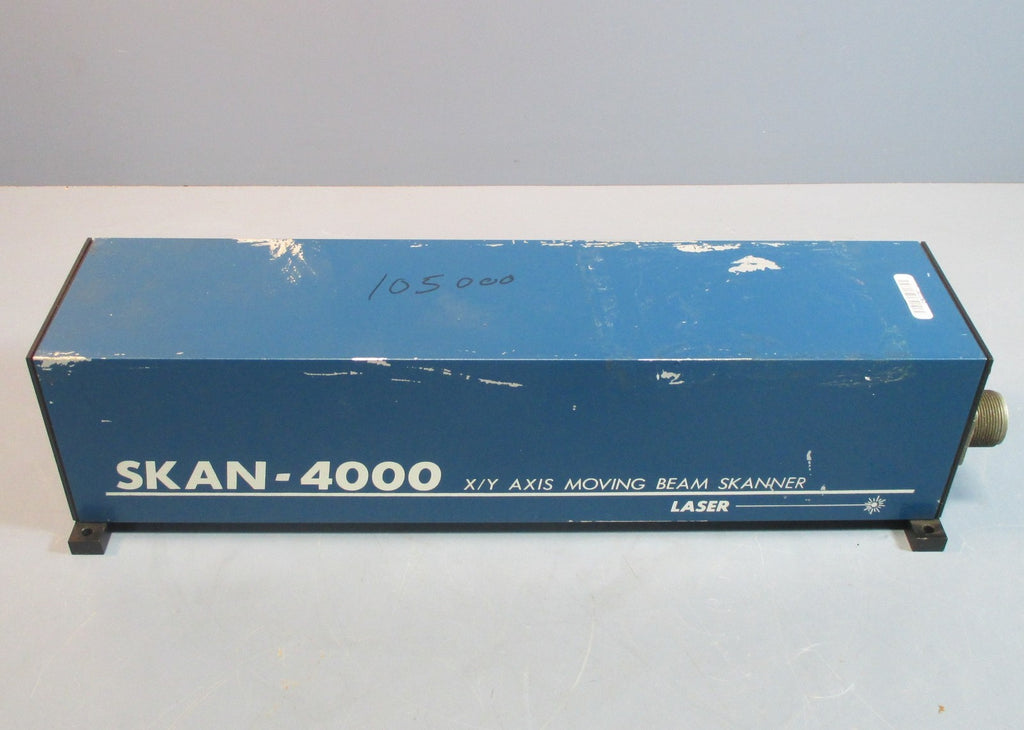 105000
SKAN-4000 X/Y AXIS MOVING BEAM SKANNER
LASER